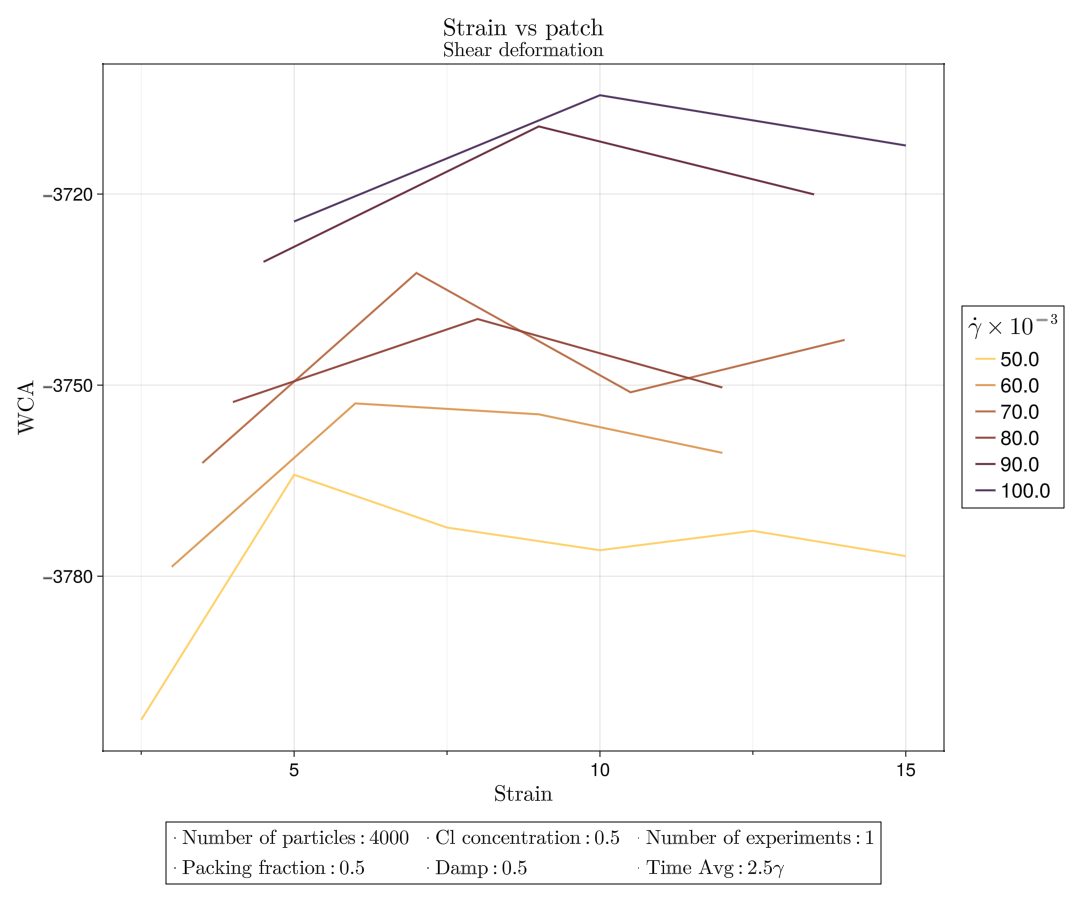 Strain vs patch
Shear deformation
−3720
−3750
−3780
WCA
5 10 15
Strain
γ̇ × 10⁻³
50.0
60.0
70.0
80.0
90.0
100.0
· Number of particles : 4000 · Cl concentration : 0.5 · Number of experiments : 1
· Packing fraction : 0.5 · Damp : 0.5 · Time Avg : 2.5γ